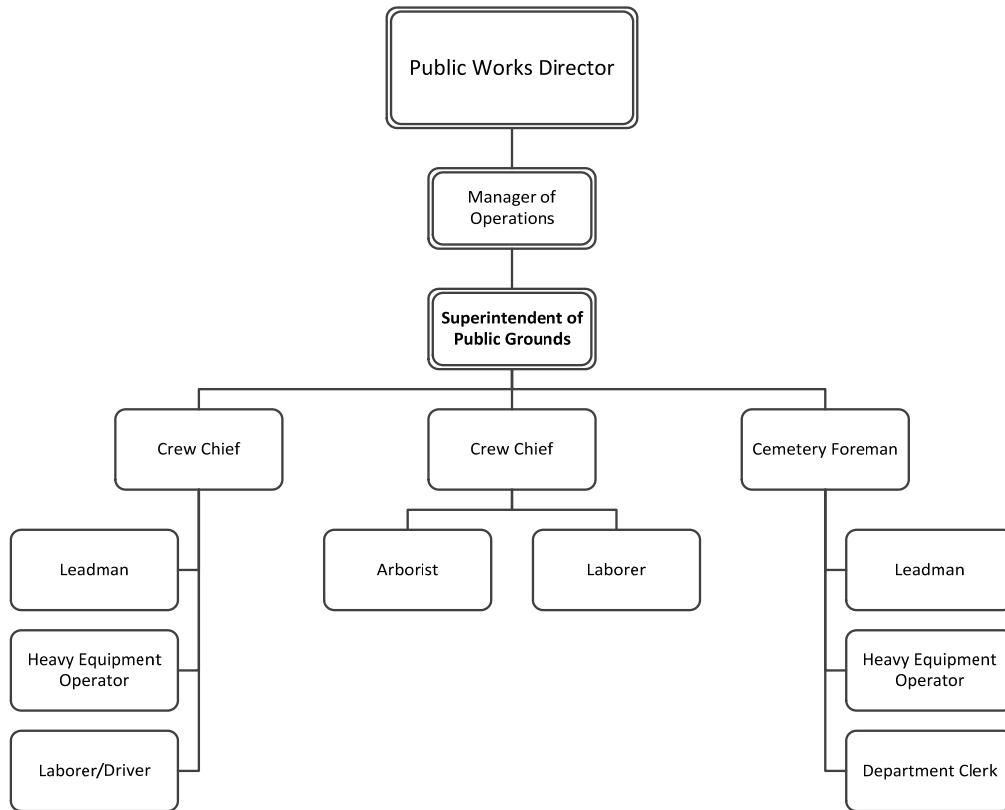 Public Works Director
Manager of
Operations
Superintendent of
Public Grounds
Crew Chief
Crew Chief
Cemetery Foreman
Leadman
Arborist
Laborer
Leadman
Heavy Equipment
Operator
Heavy Equipment
Operator
Laborer/Driver
Department Clerk